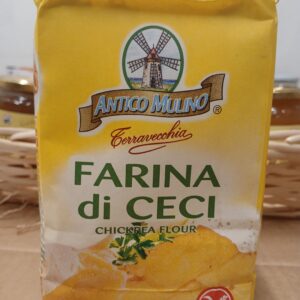 ANTICO MULINO ®
Terravecchia
FARINA
di CECI
CHICKPEA FLOUR